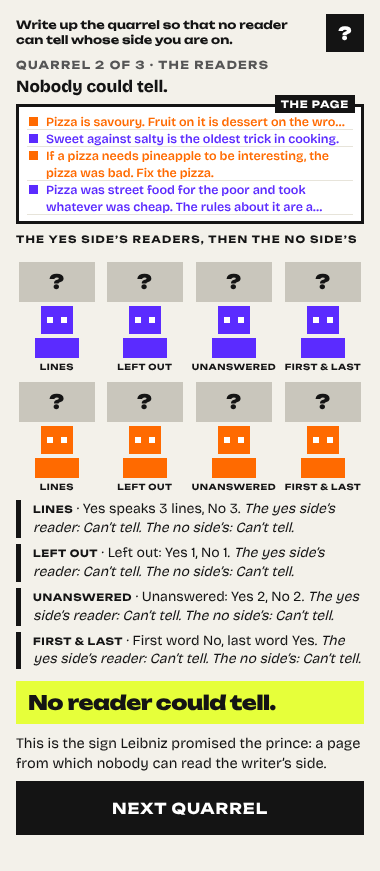 Write up the quarrel so that no reader
can tell whose side you are on.
?
QUARREL 2 OF 3 · THE READERS
Nobody could tell.
THE PAGE
Pizza is savoury. Fruit on it is dessert on the wro...
Sweet against salty is the oldest trick in cooking.
If a pizza needs pineapple to be interesting, the
pizza was bad. Fix the pizza.
Pizza was street food for the poor and took
whatever was cheap. The rules about it are a...
THE YES SIDE'S READERS, THEN THE NO SIDE'S
? ? ? ?
LINES LEFT OUT UNANSWERED FIRST & LAST
? ? ? ?
LINES LEFT OUT UNANSWERED FIRST & LAST
LINES · Yes speaks 3 lines, No 3. The yes side's
reader: Can't tell. The no side's: Can't tell.
LEFT OUT · Left out: Yes 1, No 1. The yes side's
reader: Can't tell. The no side's: Can't tell.
UNANSWERED · Unanswered: Yes 2, No 2. The yes
side's reader: Can't tell. The no side's: Can't tell.
FIRST & LAST · First word No, last word Yes. The
yes side's reader: Can't tell. The no side's: Can't tell.
No reader could tell.
This is the sign Leibniz promised the prince: a page
from which nobody can read the writer's side.
NEXT QUARREL